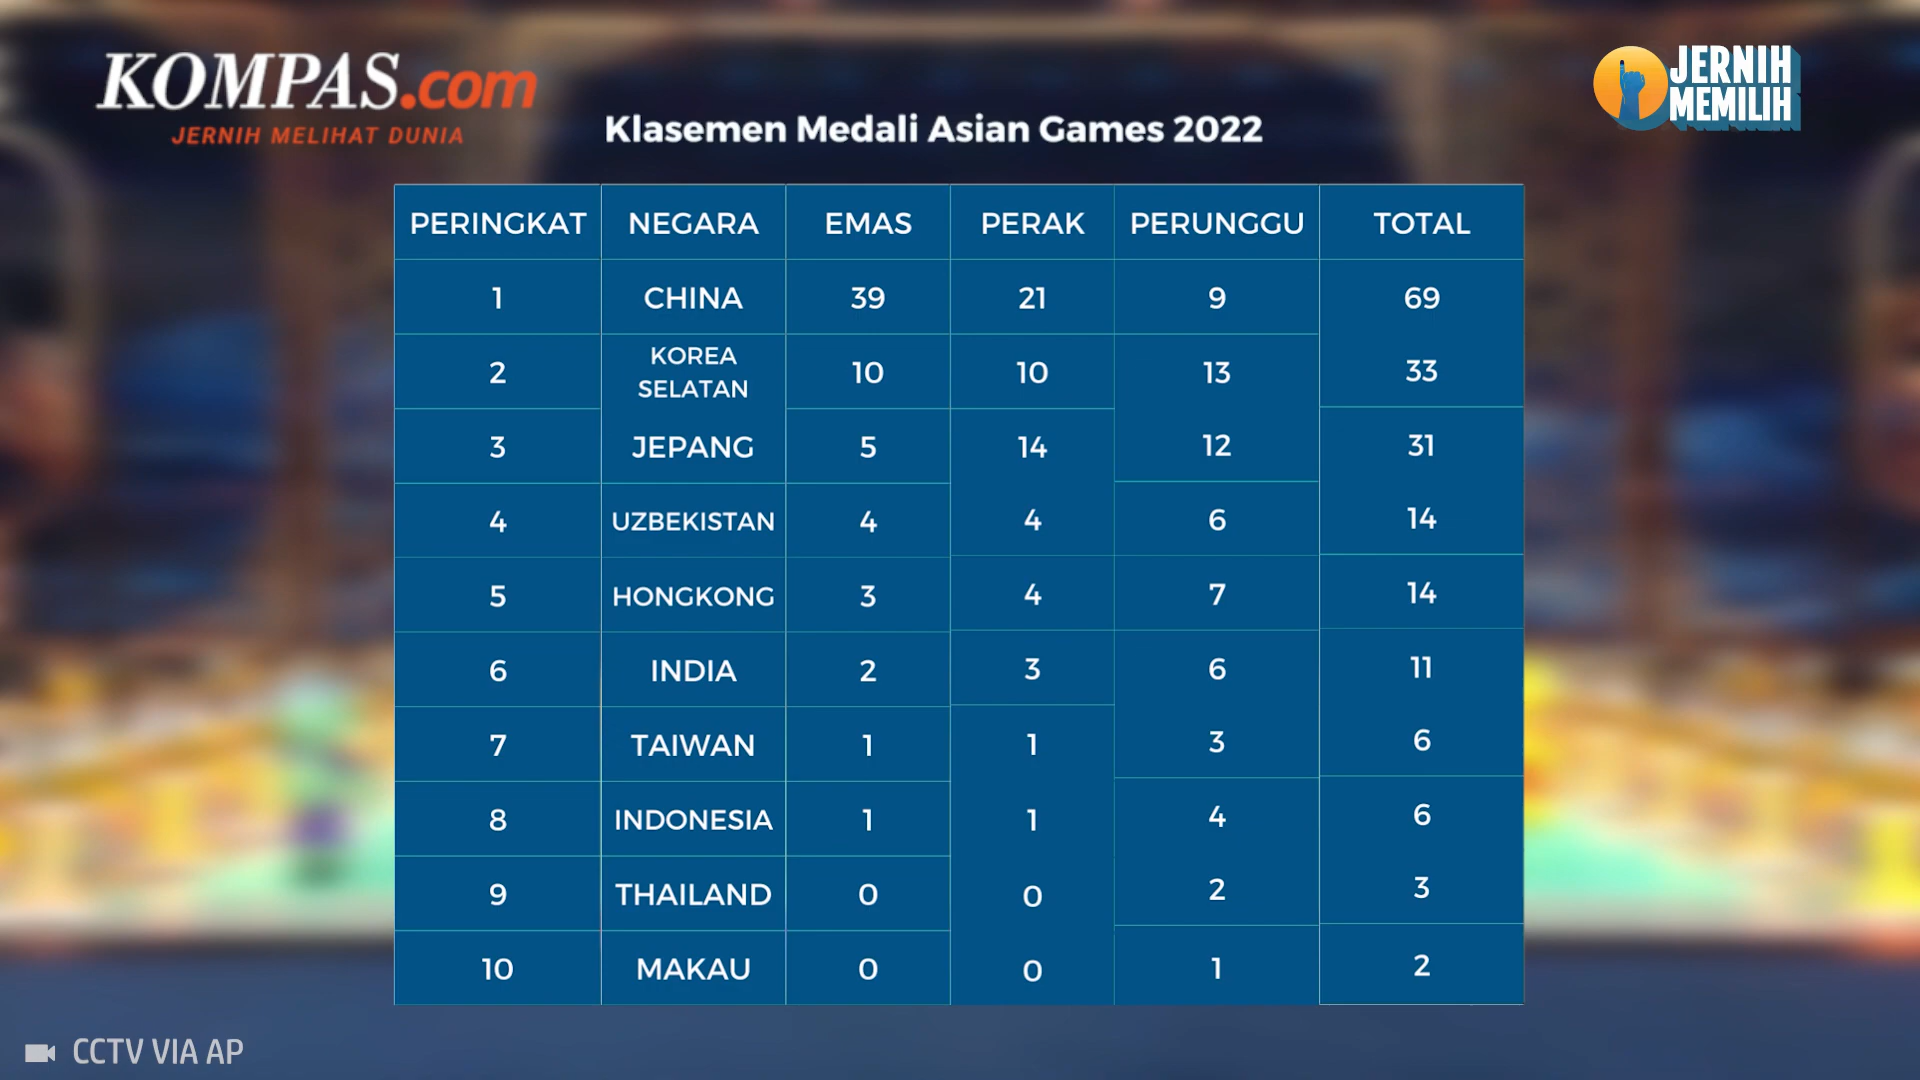 KOMPAS.com
JERNIH MELIHAT DUNIA
JERNIH
MEMILIH
Klasemen Medali Asian Games 2022
PERINGKAT NEGARA EMAS PERAK PERUNGGU TOTAL
1 CHINA 39 21 9 69
2 KOREA SELATAN 10 10 13 33
3 JEPANG 5 14 12 31
4 UZBEKISTAN 4 4 6 14
5 HONGKONG 3 4 7 14
6 INDIA 2 3 6 11
7 TAIWAN 1 1 3 6
8 INDONESIA 1 1 4 6
9 THAILAND 0 0 2 3
10 MAKAU 0 0 1 2
CCTV VIA AP